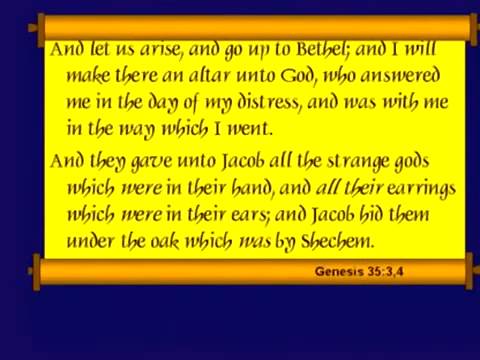 And let us arise, and go up to Bethel; and I will
make there an altar unto God, who answered
me in the day of my distress, and was with me
in the way which I went.
And they gave unto Jacob all the strange gods
which were in their hand, and all their earrings
which were in their ears; and Jacob hid them
under the oak which was by Shechem.
Genesis 35:3,4